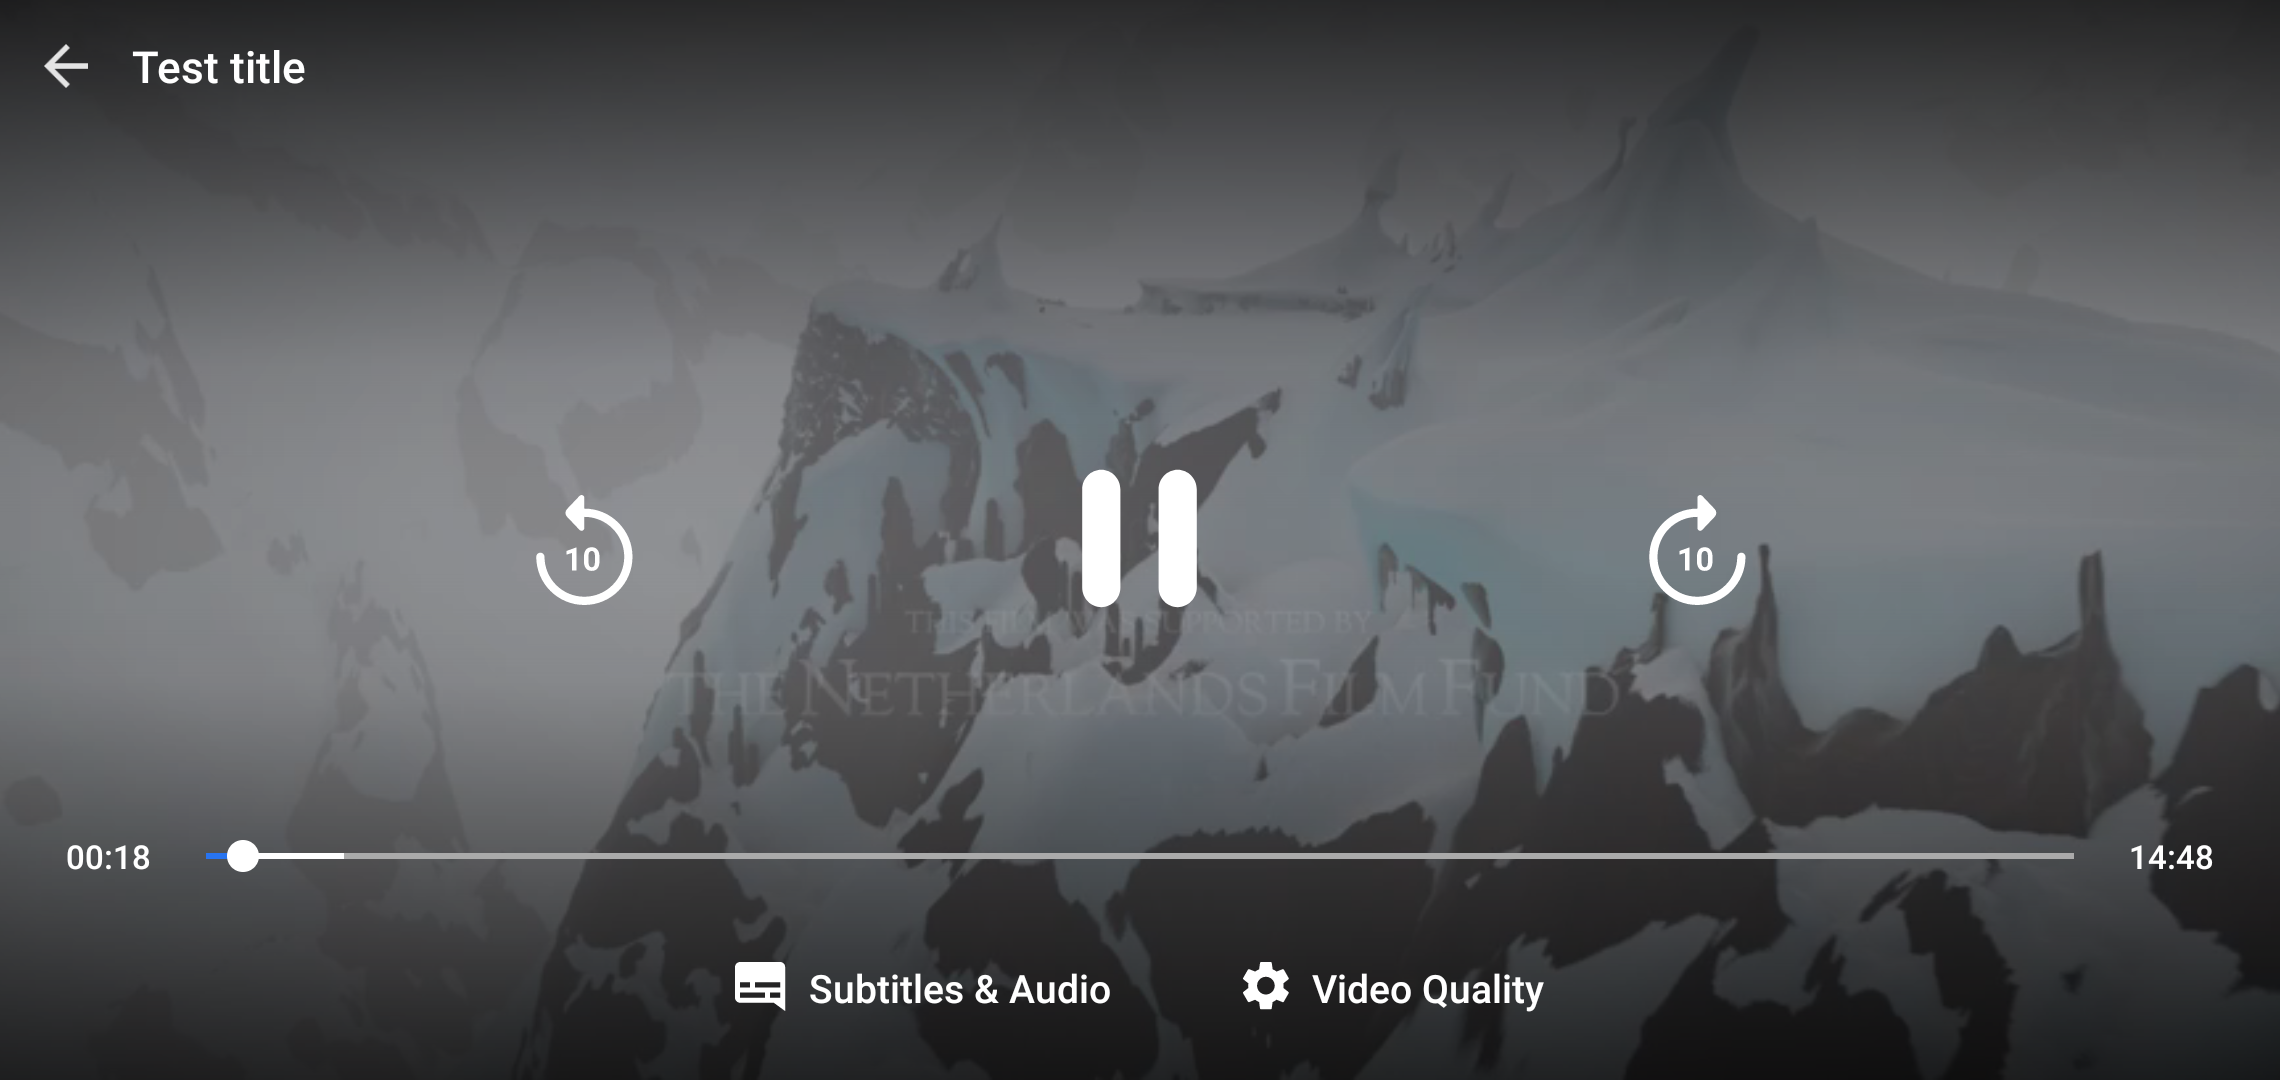 Test title
10
10
THIS FILM WAS SUPPORTED BY
THE NETHERLANDS FILM FUND
00:18
14:48
Subtitles & Audio
Video Quality